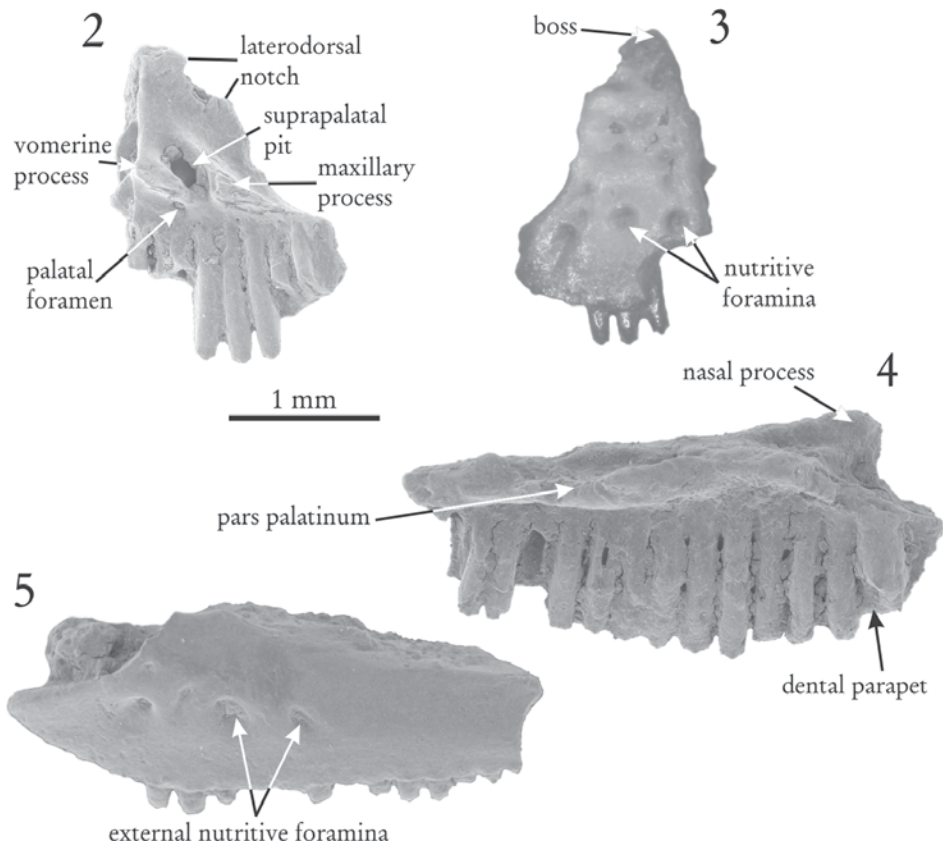 2
laterodorsal
notch
suprapalatal
pit
vomerine
process
maxillary
process
palatal
foramen
boss
3
nutritive
foramina
1 mm
nasal process
4
pars palatinum
dental parapet
5
external nutritive foramina